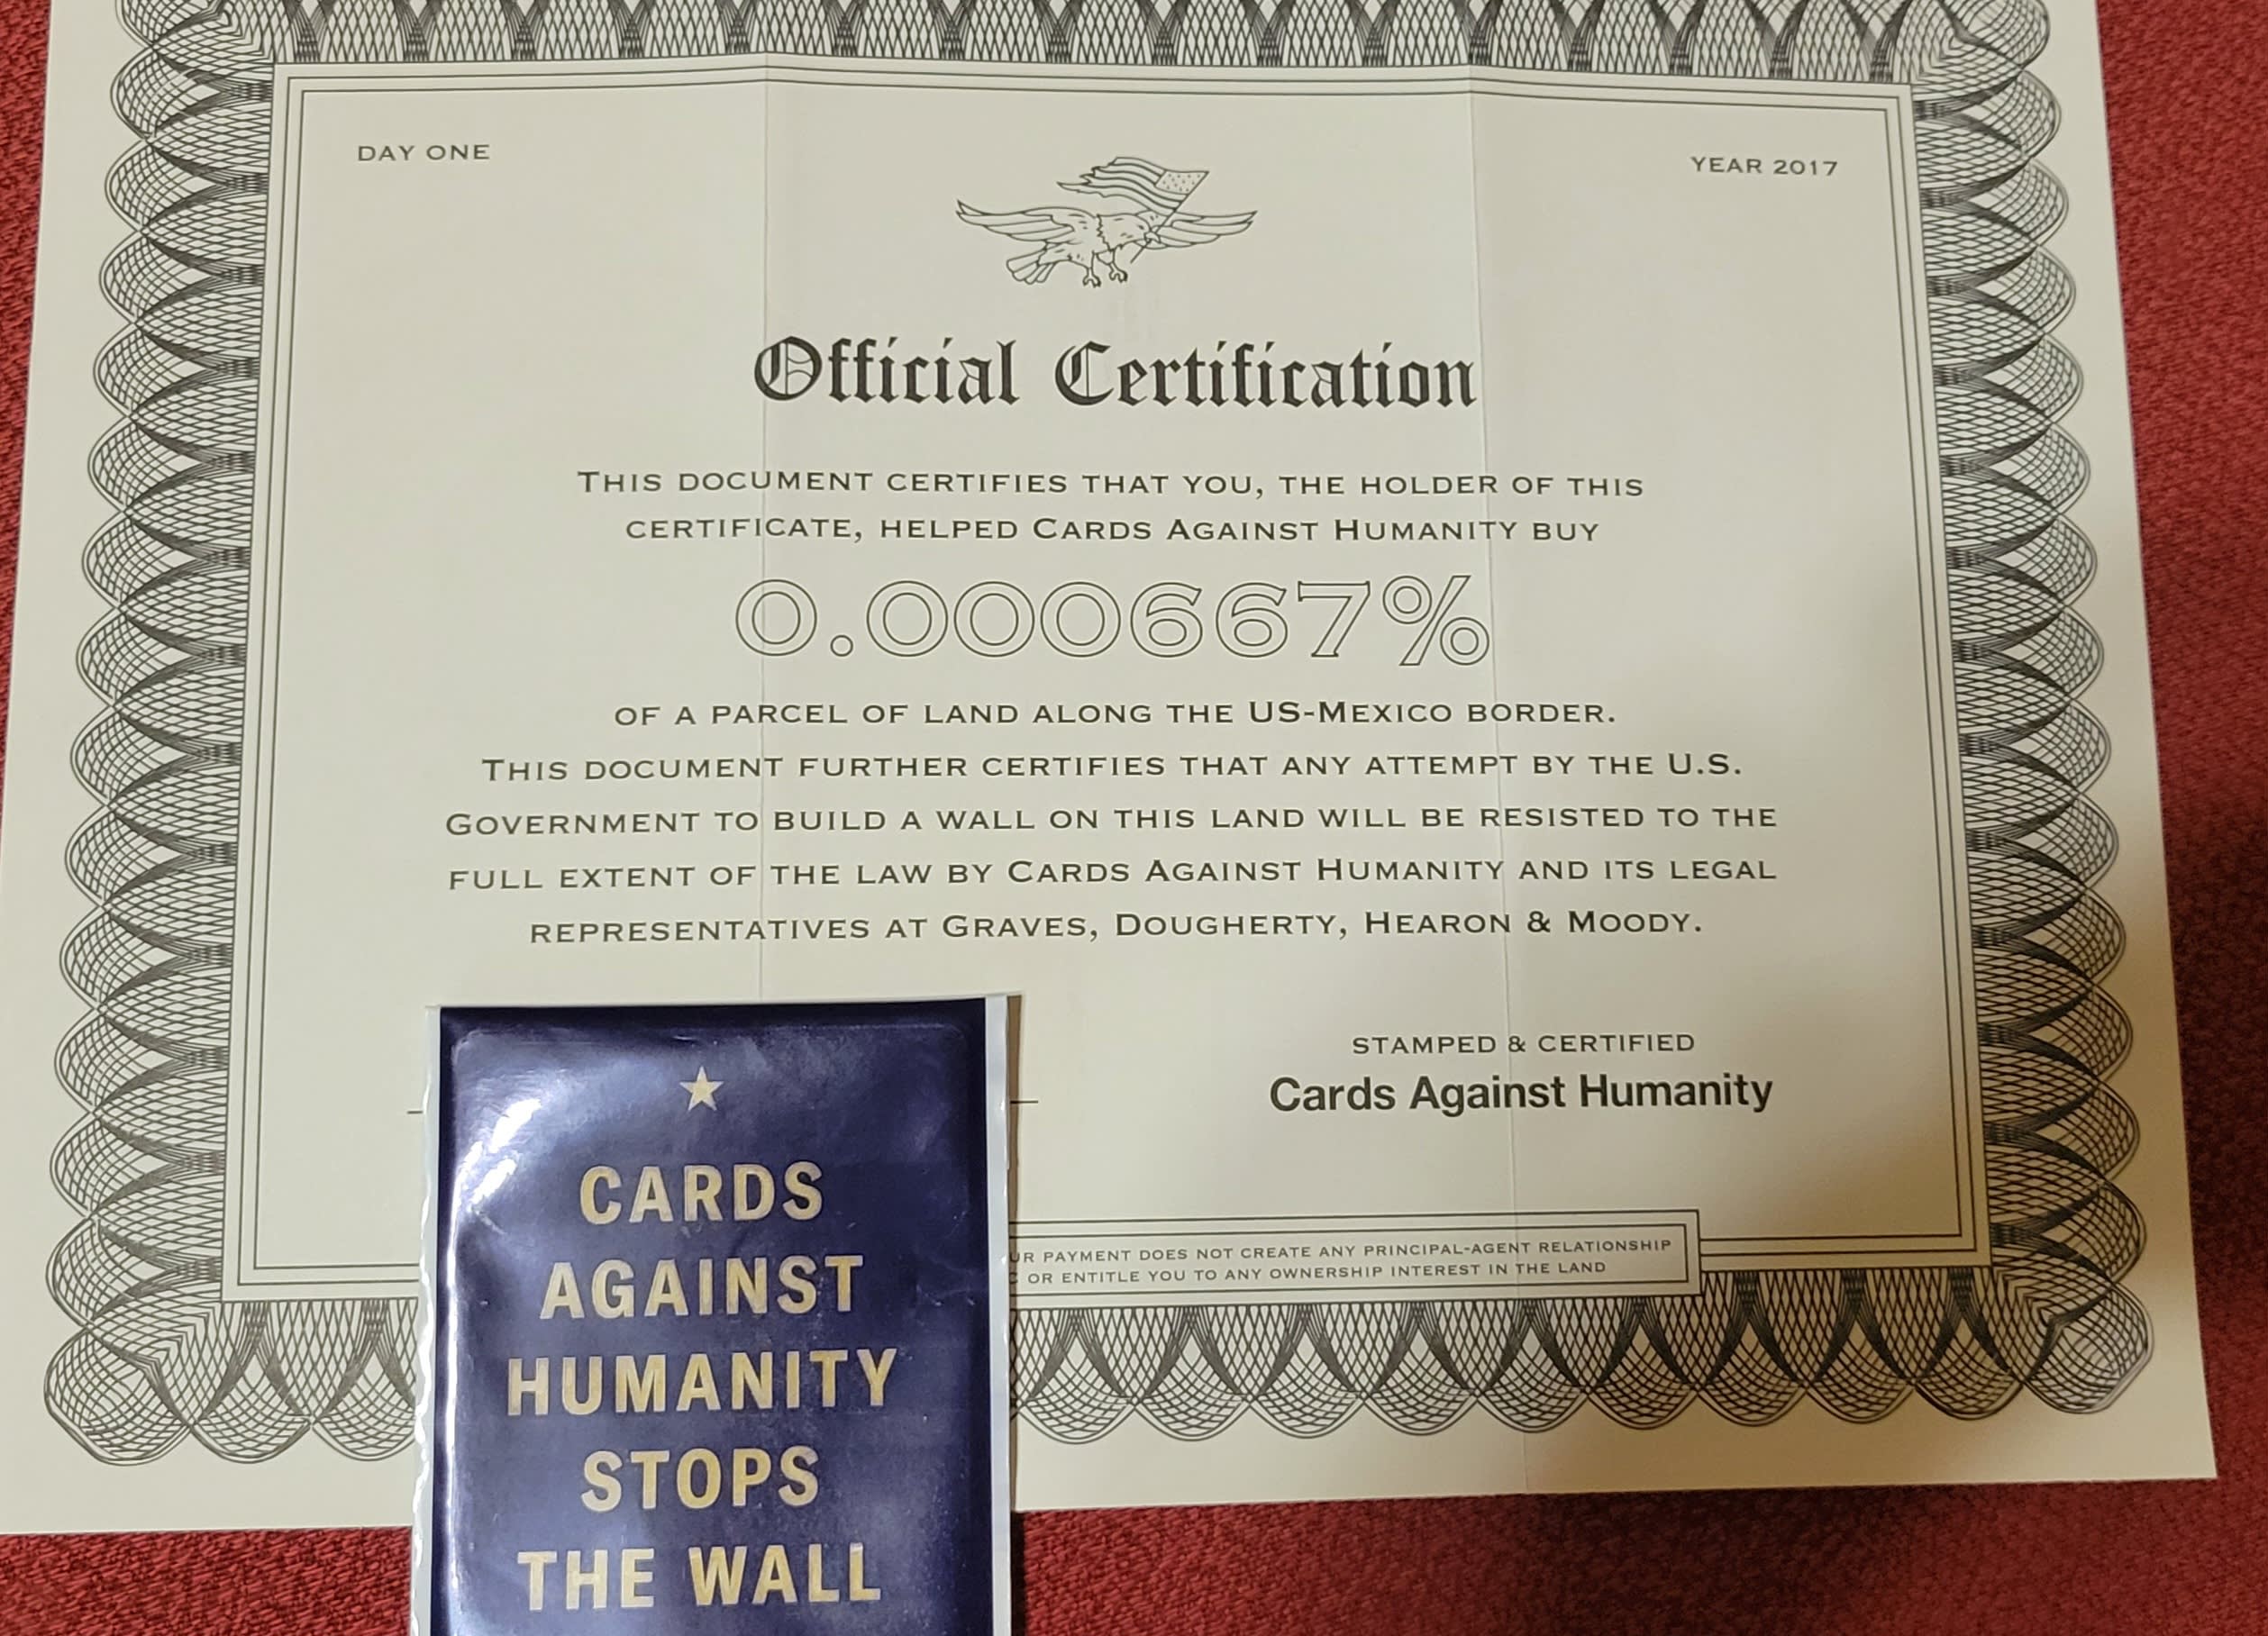 DAY ONE
YEAR 2017
Official Certification
THIS DOCUMENT CERTIFIES THAT YOU, THE HOLDER OF THIS
CERTIFICATE, HELPED CARDS AGAINST HUMANITY BUY
0.000667%
OF A PARCEL OF LAND ALONG THE US-MEXICO BORDER.
THIS DOCUMENT FURTHER CERTIFIES THAT ANY ATTEMPT BY THE U.S.
GOVERNMENT TO BUILD A WALL ON THIS LAND WILL BE RESISTED TO THE
FULL EXTENT OF THE LAW BY CARDS AGAINST HUMANITY AND ITS LEGAL
REPRESENTATIVES AT GRAVES, DOUGHERTY, HEARON & MOODY.
STAMPED & CERTIFIED
Cards Against Humanity
PAYMENT DOES NOT CREATE ANY PRINCIPAL-AGENT RELATIONSHIP
OR ENTITLE YOU TO ANY OWNERSHIP INTEREST IN THE LAND
CARDS
AGAINST
HUMANITY
STOPS
THE WALL